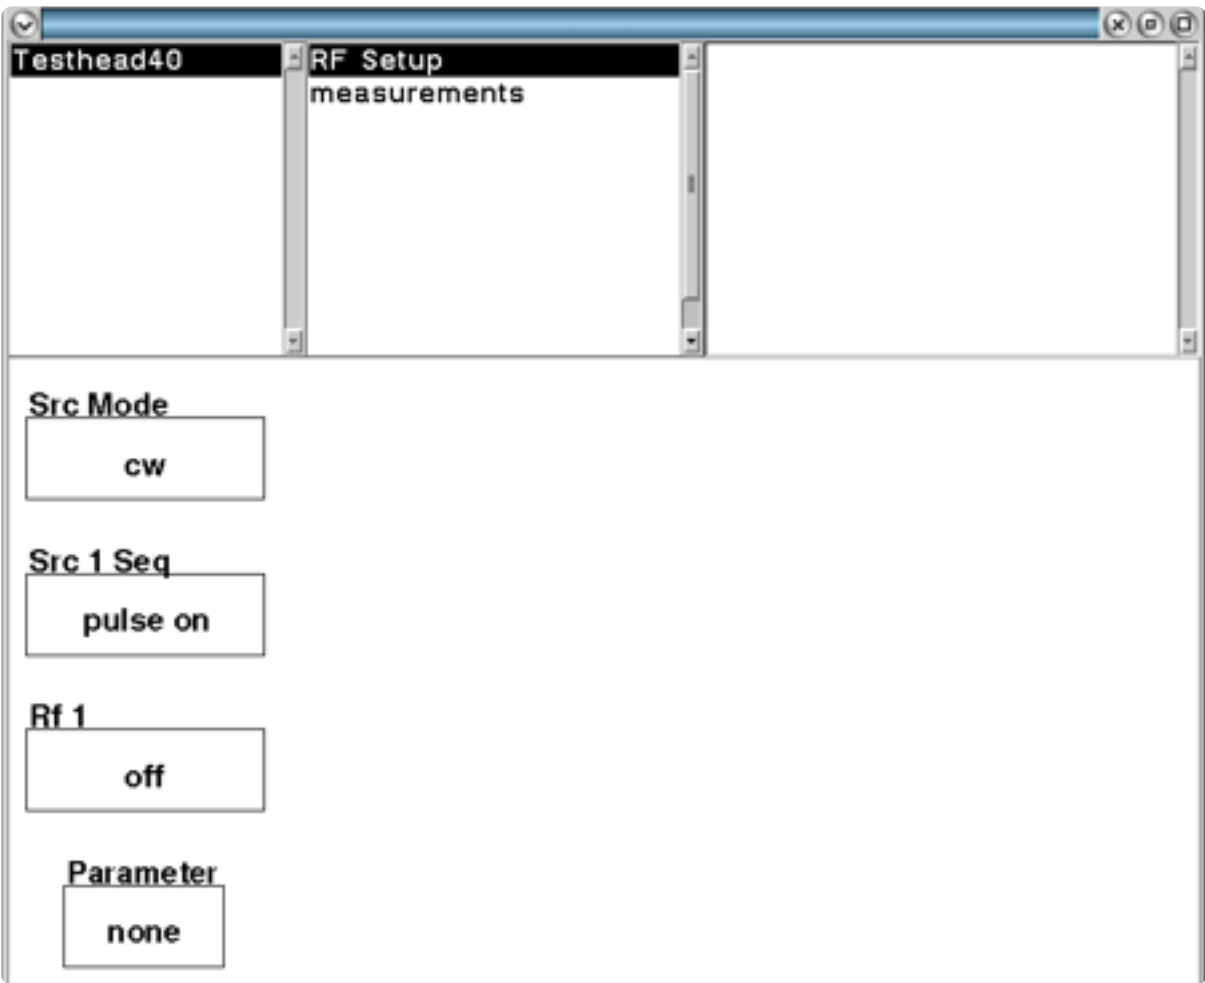 Testhead40
RF Setup
measurements
Src Mode
cw
Src 1 Seq
pulse on
Rf 1
off
Parameter
none